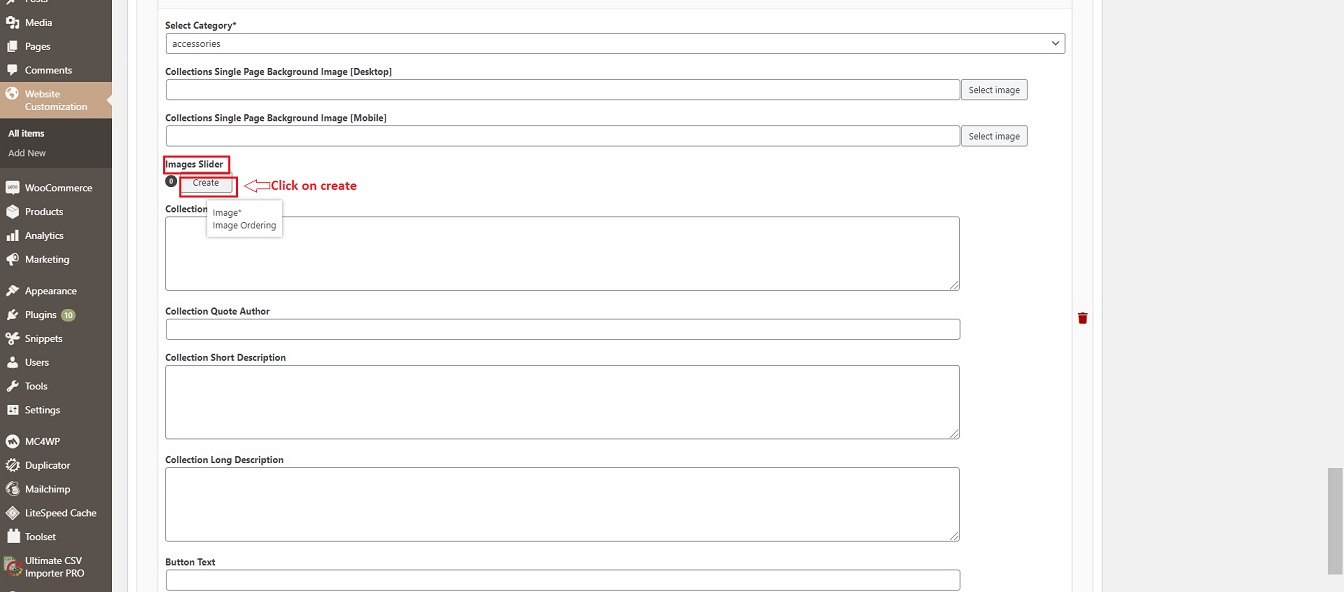 Posts
Media
Pages
Comments
Website
Customization
All items
Add New
WooCommerce
Products
Analytics
Marketing
Appearance
Plugins 10
Snippets
Users
Tools
Settings
MC4WP
Duplicator
Mailchimp
LiteSpeed Cache
Toolset
Ultimate CSV
Importer PRO
Select Category*
accessories
Collections Single Page Background Image [Desktop]
Select image
Collections Single Page Background Image [Mobile]
Select image
Images Slider
0 Create Click on create
Collection
Image*
Image Ordering
Collection Quote Author
Collection Short Description
Collection Long Description
Button Text